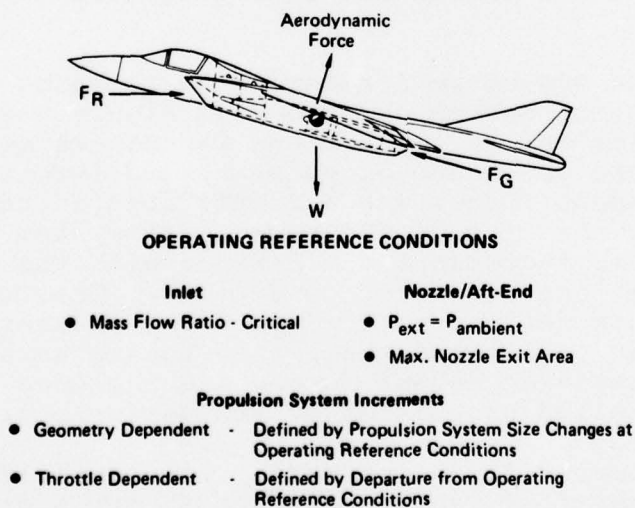 Aerodynamic
Force
F_R
F_G
W
OPERATING REFERENCE CONDITIONS
Inlet
● Mass Flow Ratio - Critical
Nozzle/Aft-End
● P_ext = P_ambient
● Max. Nozzle Exit Area
Propulsion System Increments
● Geometry Dependent - Defined by Propulsion System Size Changes at
Operating Reference Conditions
● Throttle Dependent - Defined by Departure from Operating
Reference Conditions